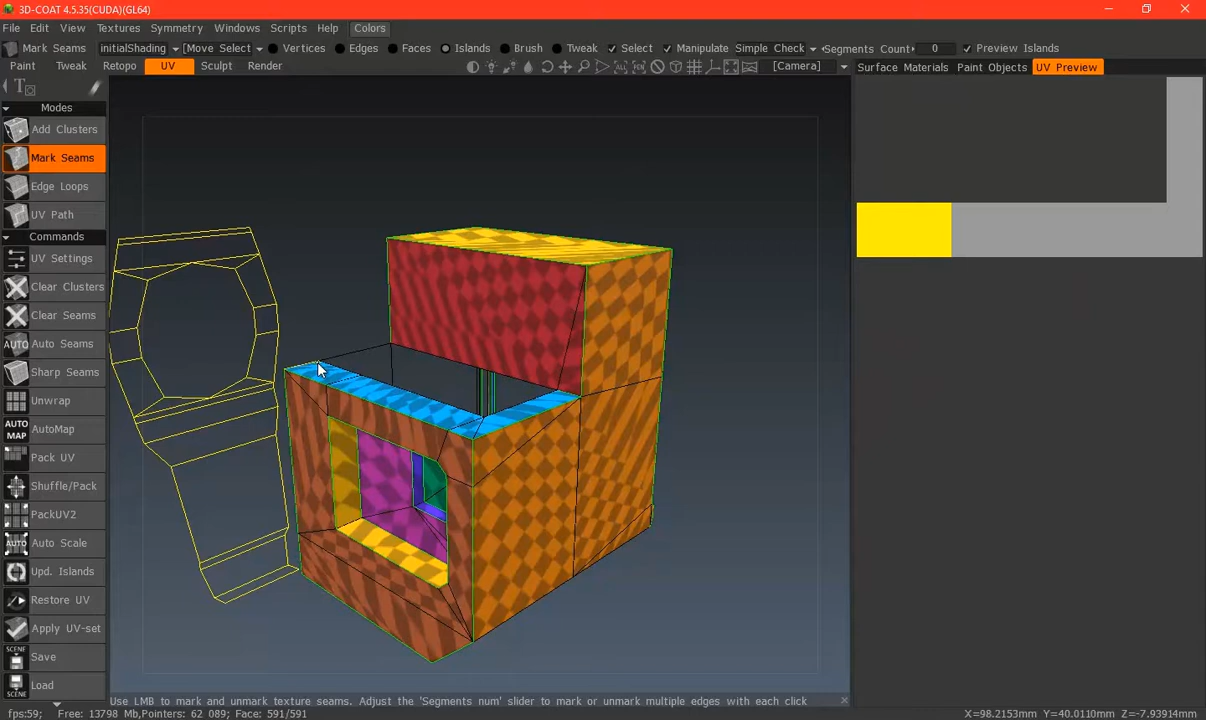 3D-COAT 4.5.35(CUDA)(GL64)
File Edit View Textures Symmetry Windows Scripts Help Colors
Mark Seams initialShading [Move Select Vertices Edges Faces Islands Brush Tweak Select Manipulate Simple Check Segments Count: 0 Preview Islands
Paint Tweak Retopo UV Sculpt Render [Camera] Surface Materials Paint Objects UV Preview
Modes
Add Clusters
Mark Seams
Edge Loops
UV Path
Commands
UV Settings
Clear Clusters
Clear Seams
AUTO Auto Seams
Sharp Seams
Unwrap
AUTO MAP AutoMap
Pack UV
Shuffle/Pack
PackUV2
AUTO Auto Scale
Upd. Islands
Restore UV
Apply UV-set
SCENE Save
Load
SCENE
Use LMB to mark and unmark texture seams. Adjust the 'Segments num' slider to mark or unmark multiple edges with each click
fps:59; Free: 13798 Mb,Pointers: 62 089; Face: 591/591 X=98.2153mm Y=40.0110mm Z=-7.93914mm